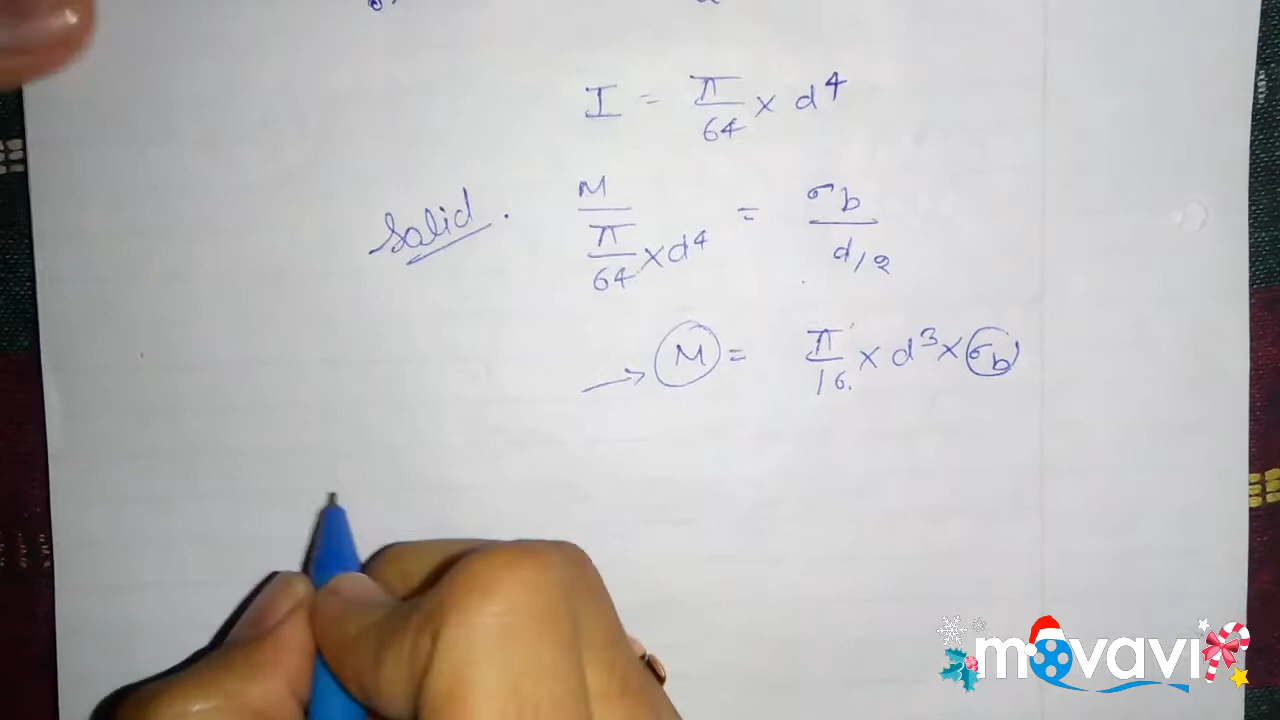 I = π/64 × d⁴
Solid. M / (π/64 × d⁴) = σb / (d/2)
→ M = π/16. × d³ × σb
movavi